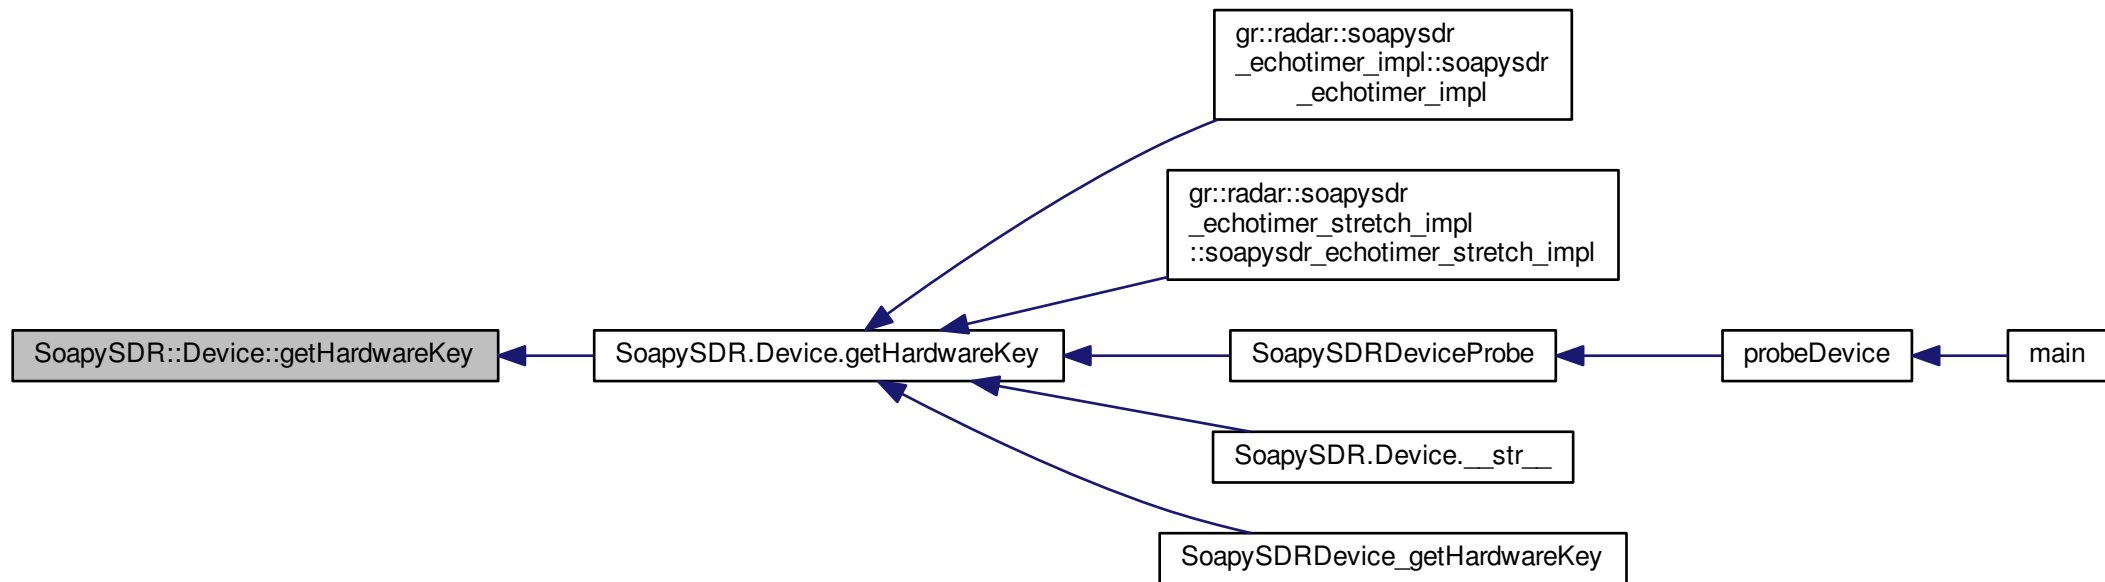 gr::radar::soapysdr
_echotimer_impl::soapysdr
_echotimer_impl
gr::radar::soapysdr
_echotimer_stretch_impl
::soapysdr_echotimer_stretch_impl
SoapySDR::Device::getHardwareKey
SoapySDR.Device.getHardwareKey
SoapySDRDeviceProbe
probeDevice
main
SoapySDR.Device.__str__
SoapySDRDevice_getHardwareKey